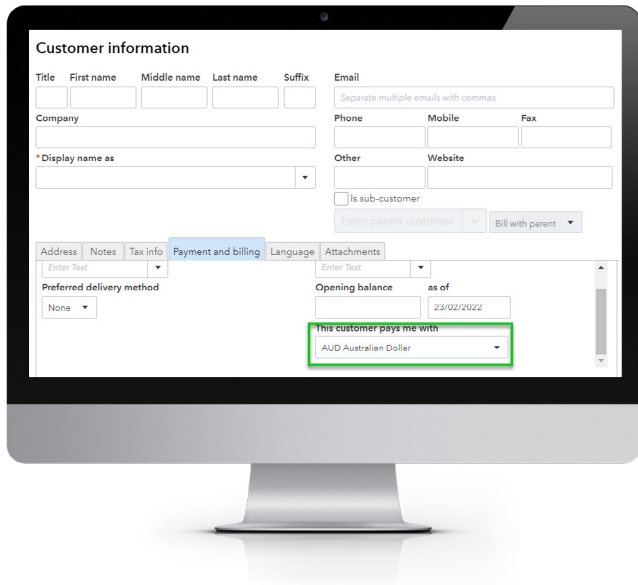 Customer information
Title First name Middle name Last name Suffix Email
Separate multiple emails with commas
Company Phone Mobile Fax
*Display name as Other Website
Is sub-customer
Enter parent customer Bill with parent
Address Notes Tax info Payment and billing Language Attachments
Enter Text Enter Text
Preferred delivery method Opening balance as of
None 23/02/2022
This customer pays me with
AUD Australian Dollar